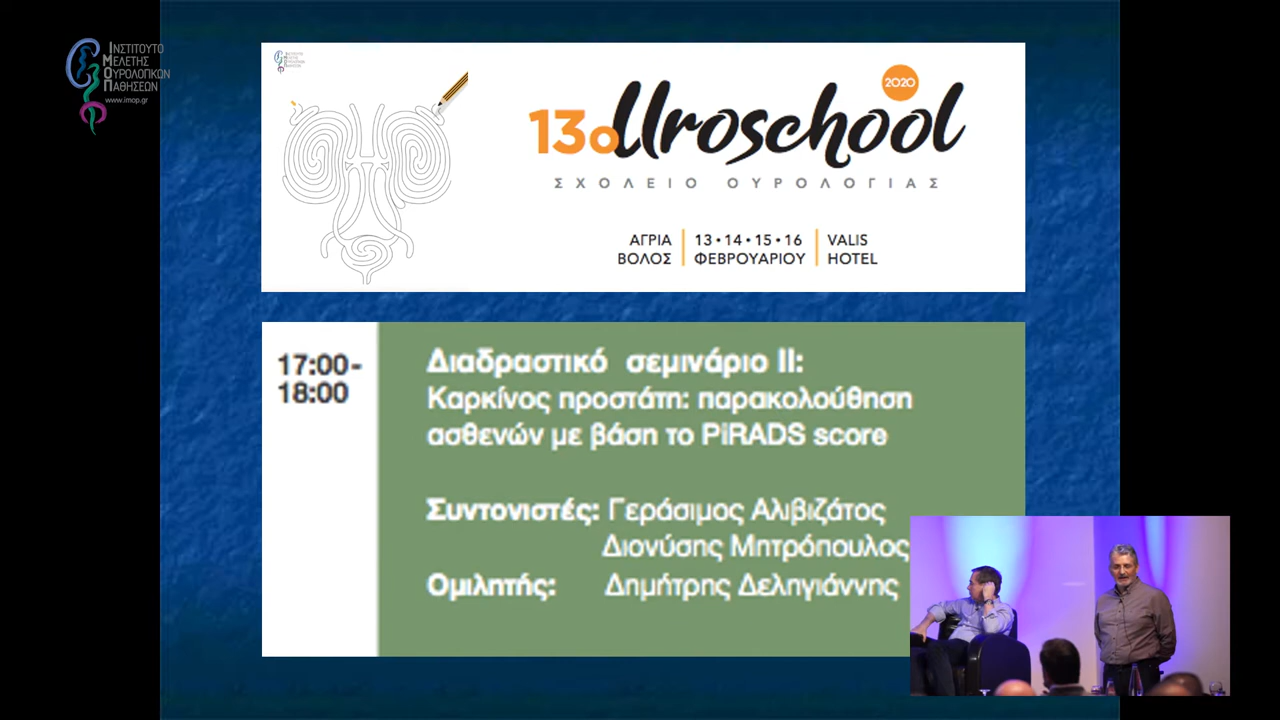 ΙΝΣΤΙΤΟΥΤΟ
ΜΕΛΕΤΗΣ
ΟΥΡΟΛΟΓΙΚΩΝ
ΠΑΘΗΣΕΩΝ
www.imop.gr
2020
13ο Uroschool
ΣΧΟΛΕΙΟ ΟΥΡΟΛΟΓΙΑΣ
ΑΓΡΙΑ
ΒΟΛΟΣ
13•14•15•16
ΦΕΒΡΟΥΑΡΙΟΥ
VALIS
HOTEL
17:00-
18:00
Διαδραστικό σεμινάριο ΙΙ:
Καρκίνος προστάτη: παρακολούθηση
ασθενών με βάση το PiRADS score
Συντονιστές: Γεράσιμος Αλιβιζάτος
Διονύσης Μητρόπουλος
Ομιλητής: Δημήτρης Δεληγιάννης